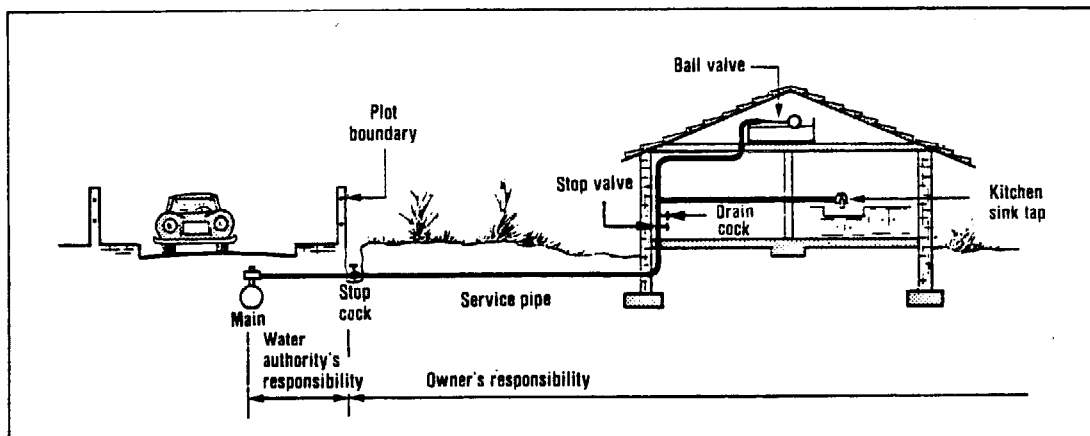 Ball valve
Plot
boundary
Stop valve
Drain
cock
Kitchen
sink tap
Main
Stop
cock
Service pipe
Water
authority's
responsibility
Owner's responsibility